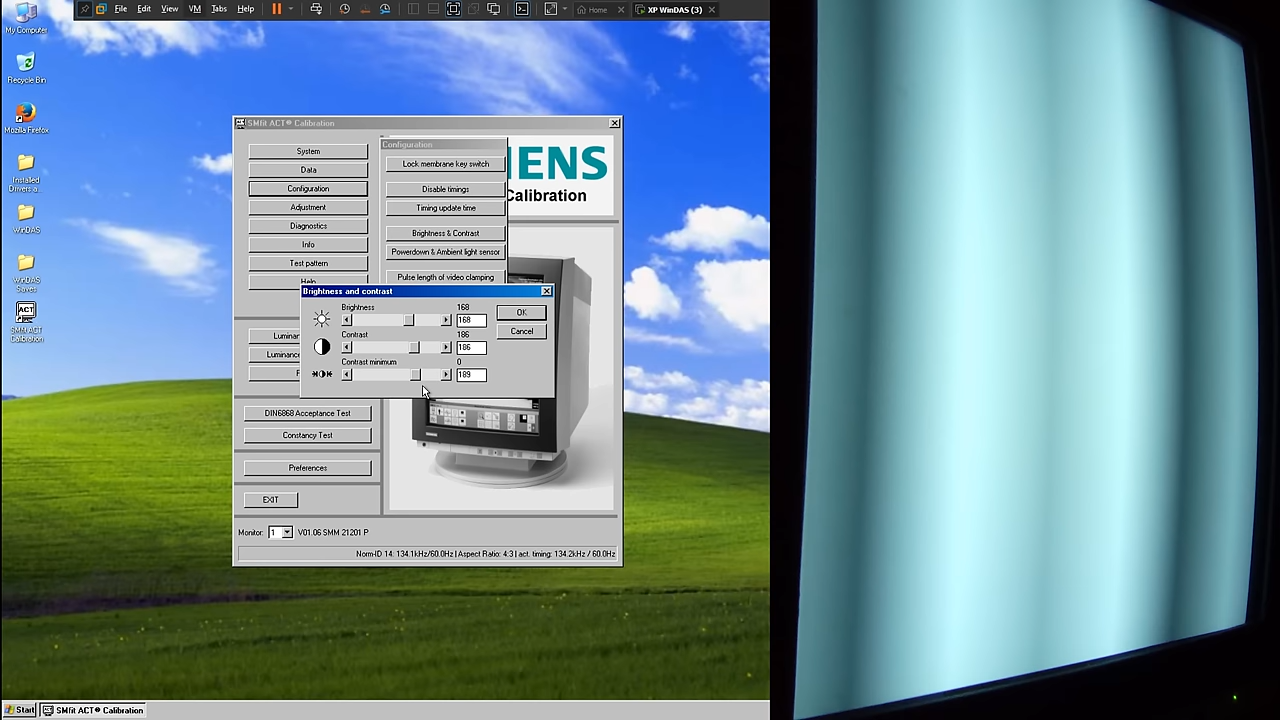 File Edit View VM Tabs Help
Home
XP WinDAS (3)
My Computer
Recycle Bin
Mozilla Firefox
Installed
Drivers a...
WinDAS
WinDAS
Saves
SMfit ACT
Calibration
SMfit ACT® Calibration
System
Data
Configuration
Adjustment
Diagnostics
Info
Test pattern
Help
Luminan
Luminance
DIN6868 Acceptance Test
Constancy Test
Preferences
EXIT
Monitor: 1 V01.06 SMM 21201 P
Norm-ID 14: 134.1kHz/60.0Hz | Aspect Ratio: 4:3 | act. timing: 134.2kHz / 60.0Hz
Configuration
Lock membrane key switch
Disable timings
Timing update time
Brightness & Contrast
Powerdown & Ambient light sensor
Pulse length of video clamping
IENS
Calibration
Brightness and contrast
Brightness 168
168
Contrast 186
186
Contrast minimum 0
189
OK
Cancel
Start
SMfit ACT® Calibration